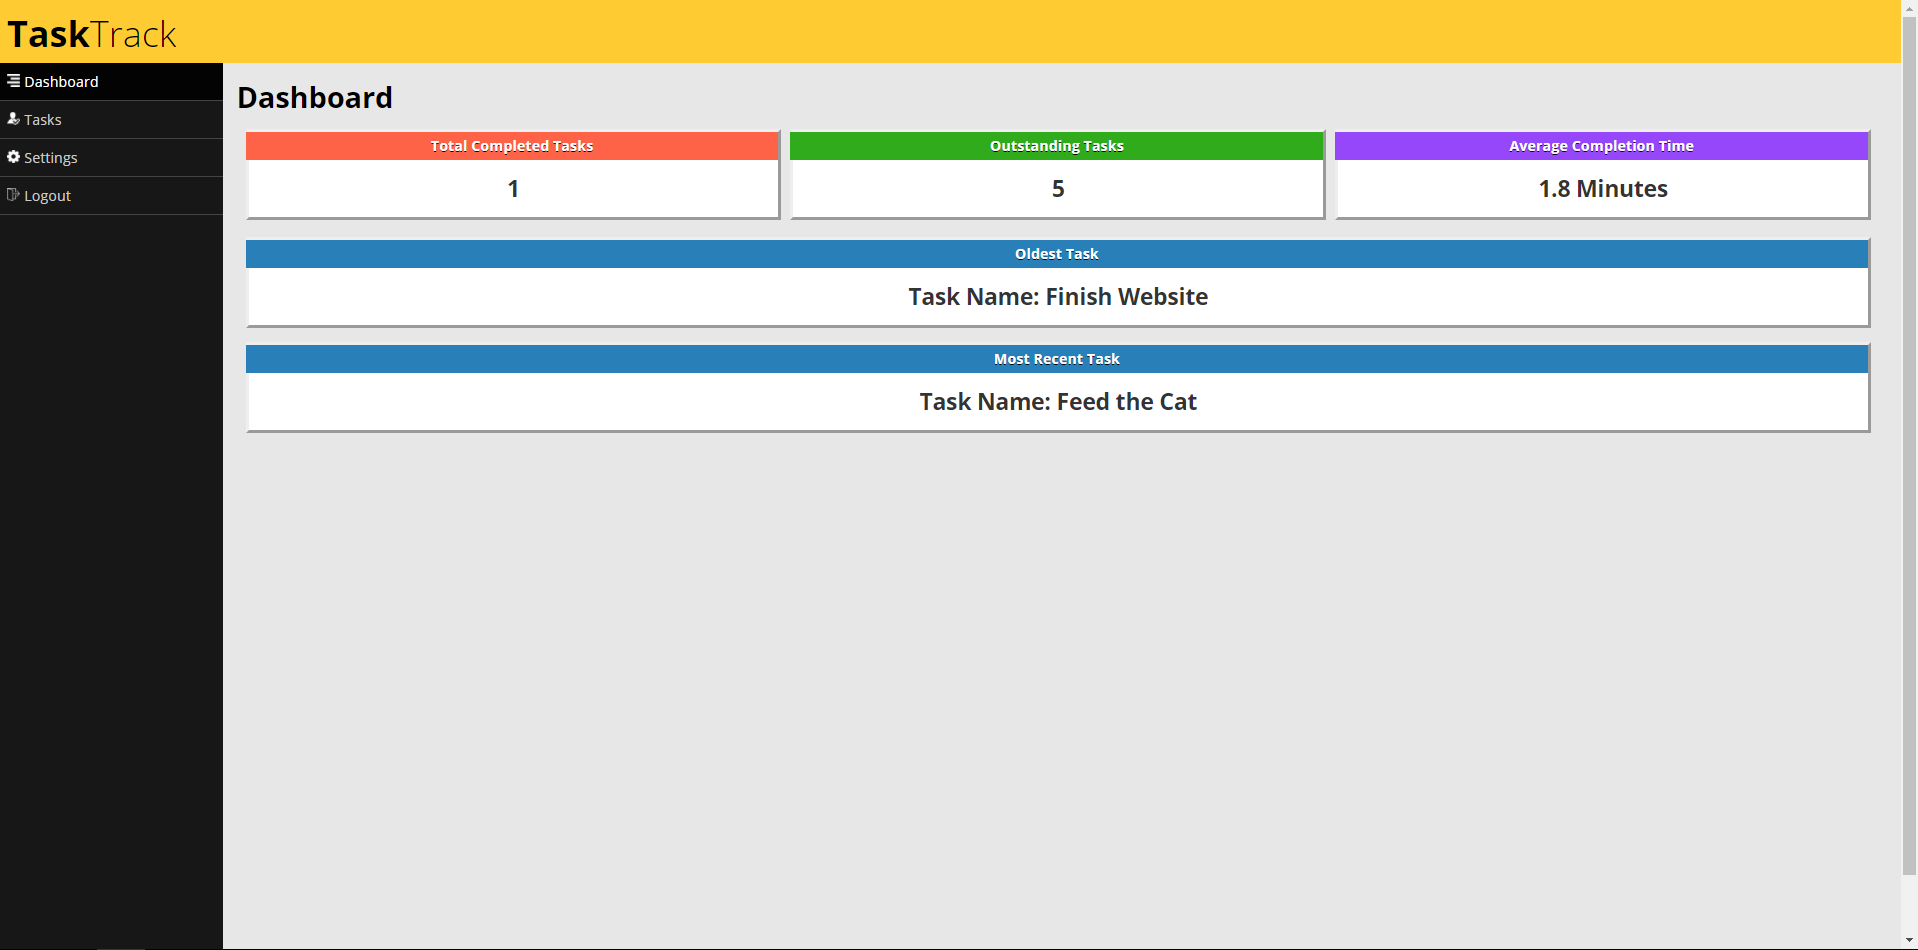 TaskTrack
Dashboard
Tasks
Settings
Logout
Dashboard
Total Completed Tasks
1
Outstanding Tasks
5
Average Completion Time
1.8 Minutes
Oldest Task
Task Name: Finish Website
Most Recent Task
Task Name: Feed the Cat